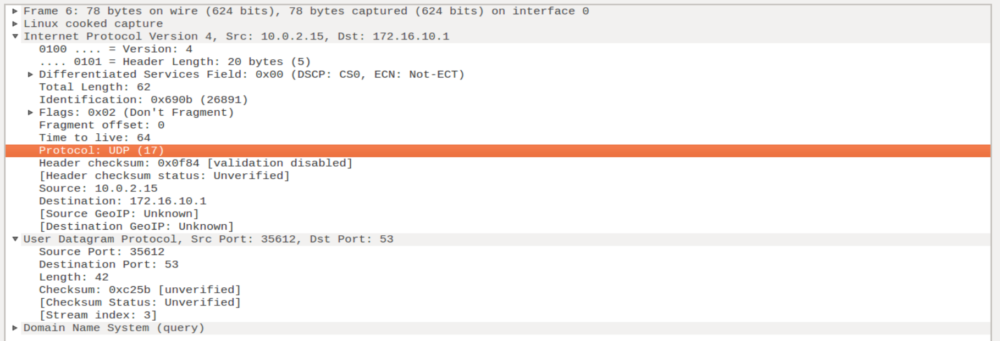 Frame 6: 78 bytes on wire (624 bits), 78 bytes captured (624 bits) on interface 0
Linux cooked capture
Internet Protocol Version 4, Src: 10.0.2.15, Dst: 172.16.10.1
0100 .... = Version: 4
.... 0101 = Header Length: 20 bytes (5)
Differentiated Services Field: 0x00 (DSCP: CS0, ECN: Not-ECT)
Total Length: 62
Identification: 0x690b (26891)
Flags: 0x02 (Don't Fragment)
Fragment offset: 0
Time to live: 64
Protocol: UDP (17)
Header checksum: 0x0f84 [validation disabled]
[Header checksum status: Unverified]
Source: 10.0.2.15
Destination: 172.16.10.1
[Source GeoIP: Unknown]
[Destination GeoIP: Unknown]
User Datagram Protocol, Src Port: 35612, Dst Port: 53
Source Port: 35612
Destination Port: 53
Length: 42
Checksum: 0xc25b [unverified]
[Checksum Status: Unverified]
[Stream index: 3]
Domain Name System (query)